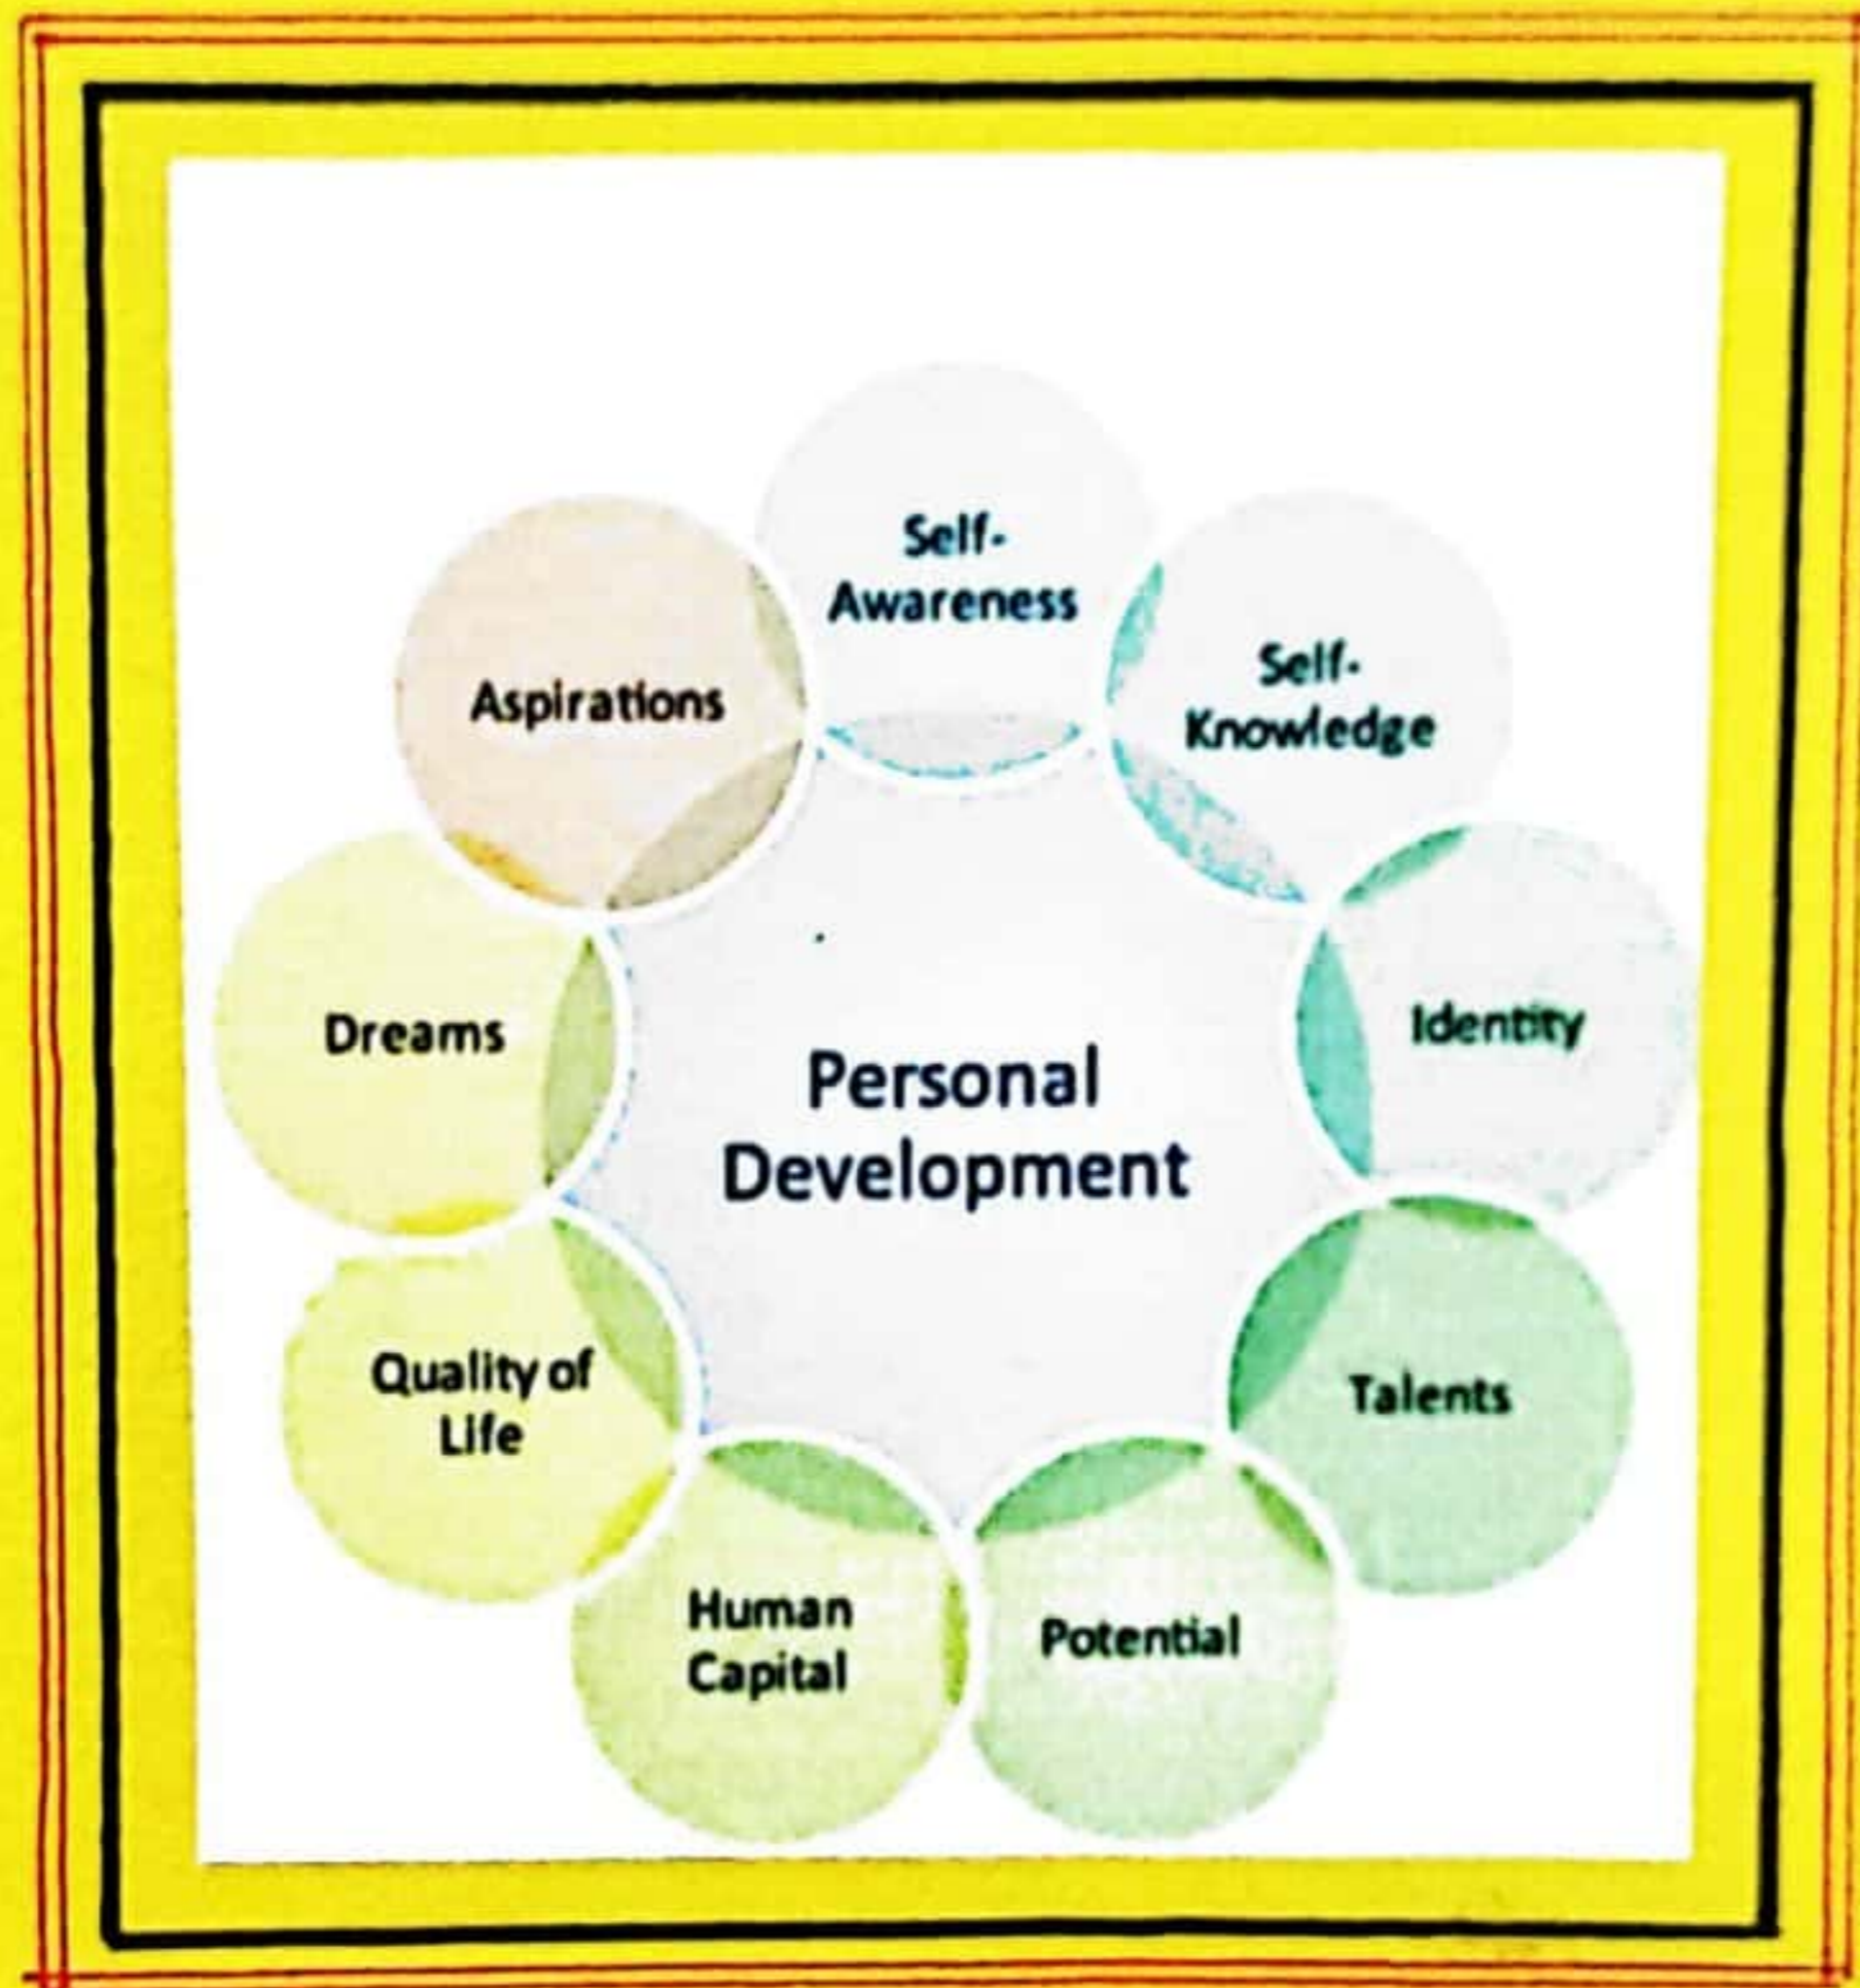 Self-
Awareness
Self-
Knowledge
Identity
Talents
Potential
Human
Capital
Quality of
Life
Dreams
Aspirations
Personal
Development